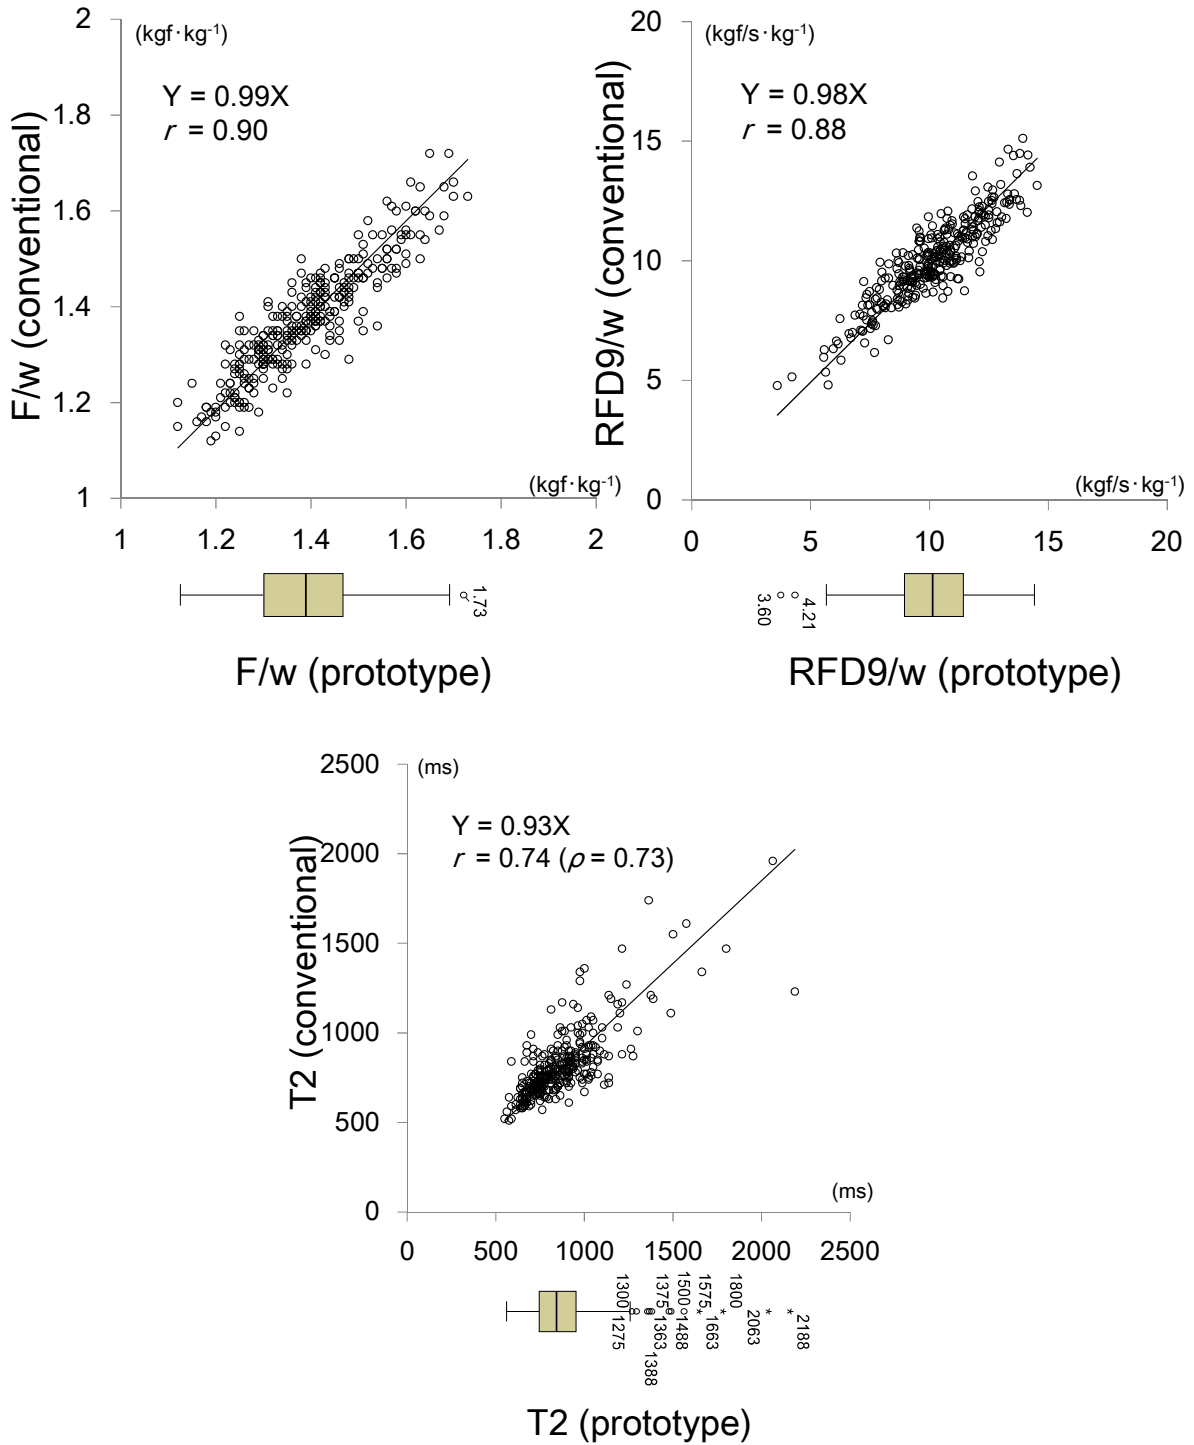 2
(kgf·kg-1)
Y = 0.99X
r = 0.90
1.8
1.6
1.4
1.2
1
F/w (conventional)
(kgf·kg-1)
1 1.2 1.4 1.6 1.8 2
1.73
F/w (prototype)
20
(kgf/s·kg-1)
Y = 0.98X
r = 0.88
15
10
5
0
RFD9/w (conventional)
(kgf/s·kg-1)
0 5 10 15 20
3.60
4.21
RFD9/w (prototype)
2500
(ms)
Y = 0.93X
r = 0.74 (ρ = 0.73)
2000
1500
1000
500
0
T2 (conventional)
(ms)
0 500 1000 1500 2000 2500
1300
1375
1500
1575
1800
1275
1363
1488
1663
2063
2188
1388
T2 (prototype)